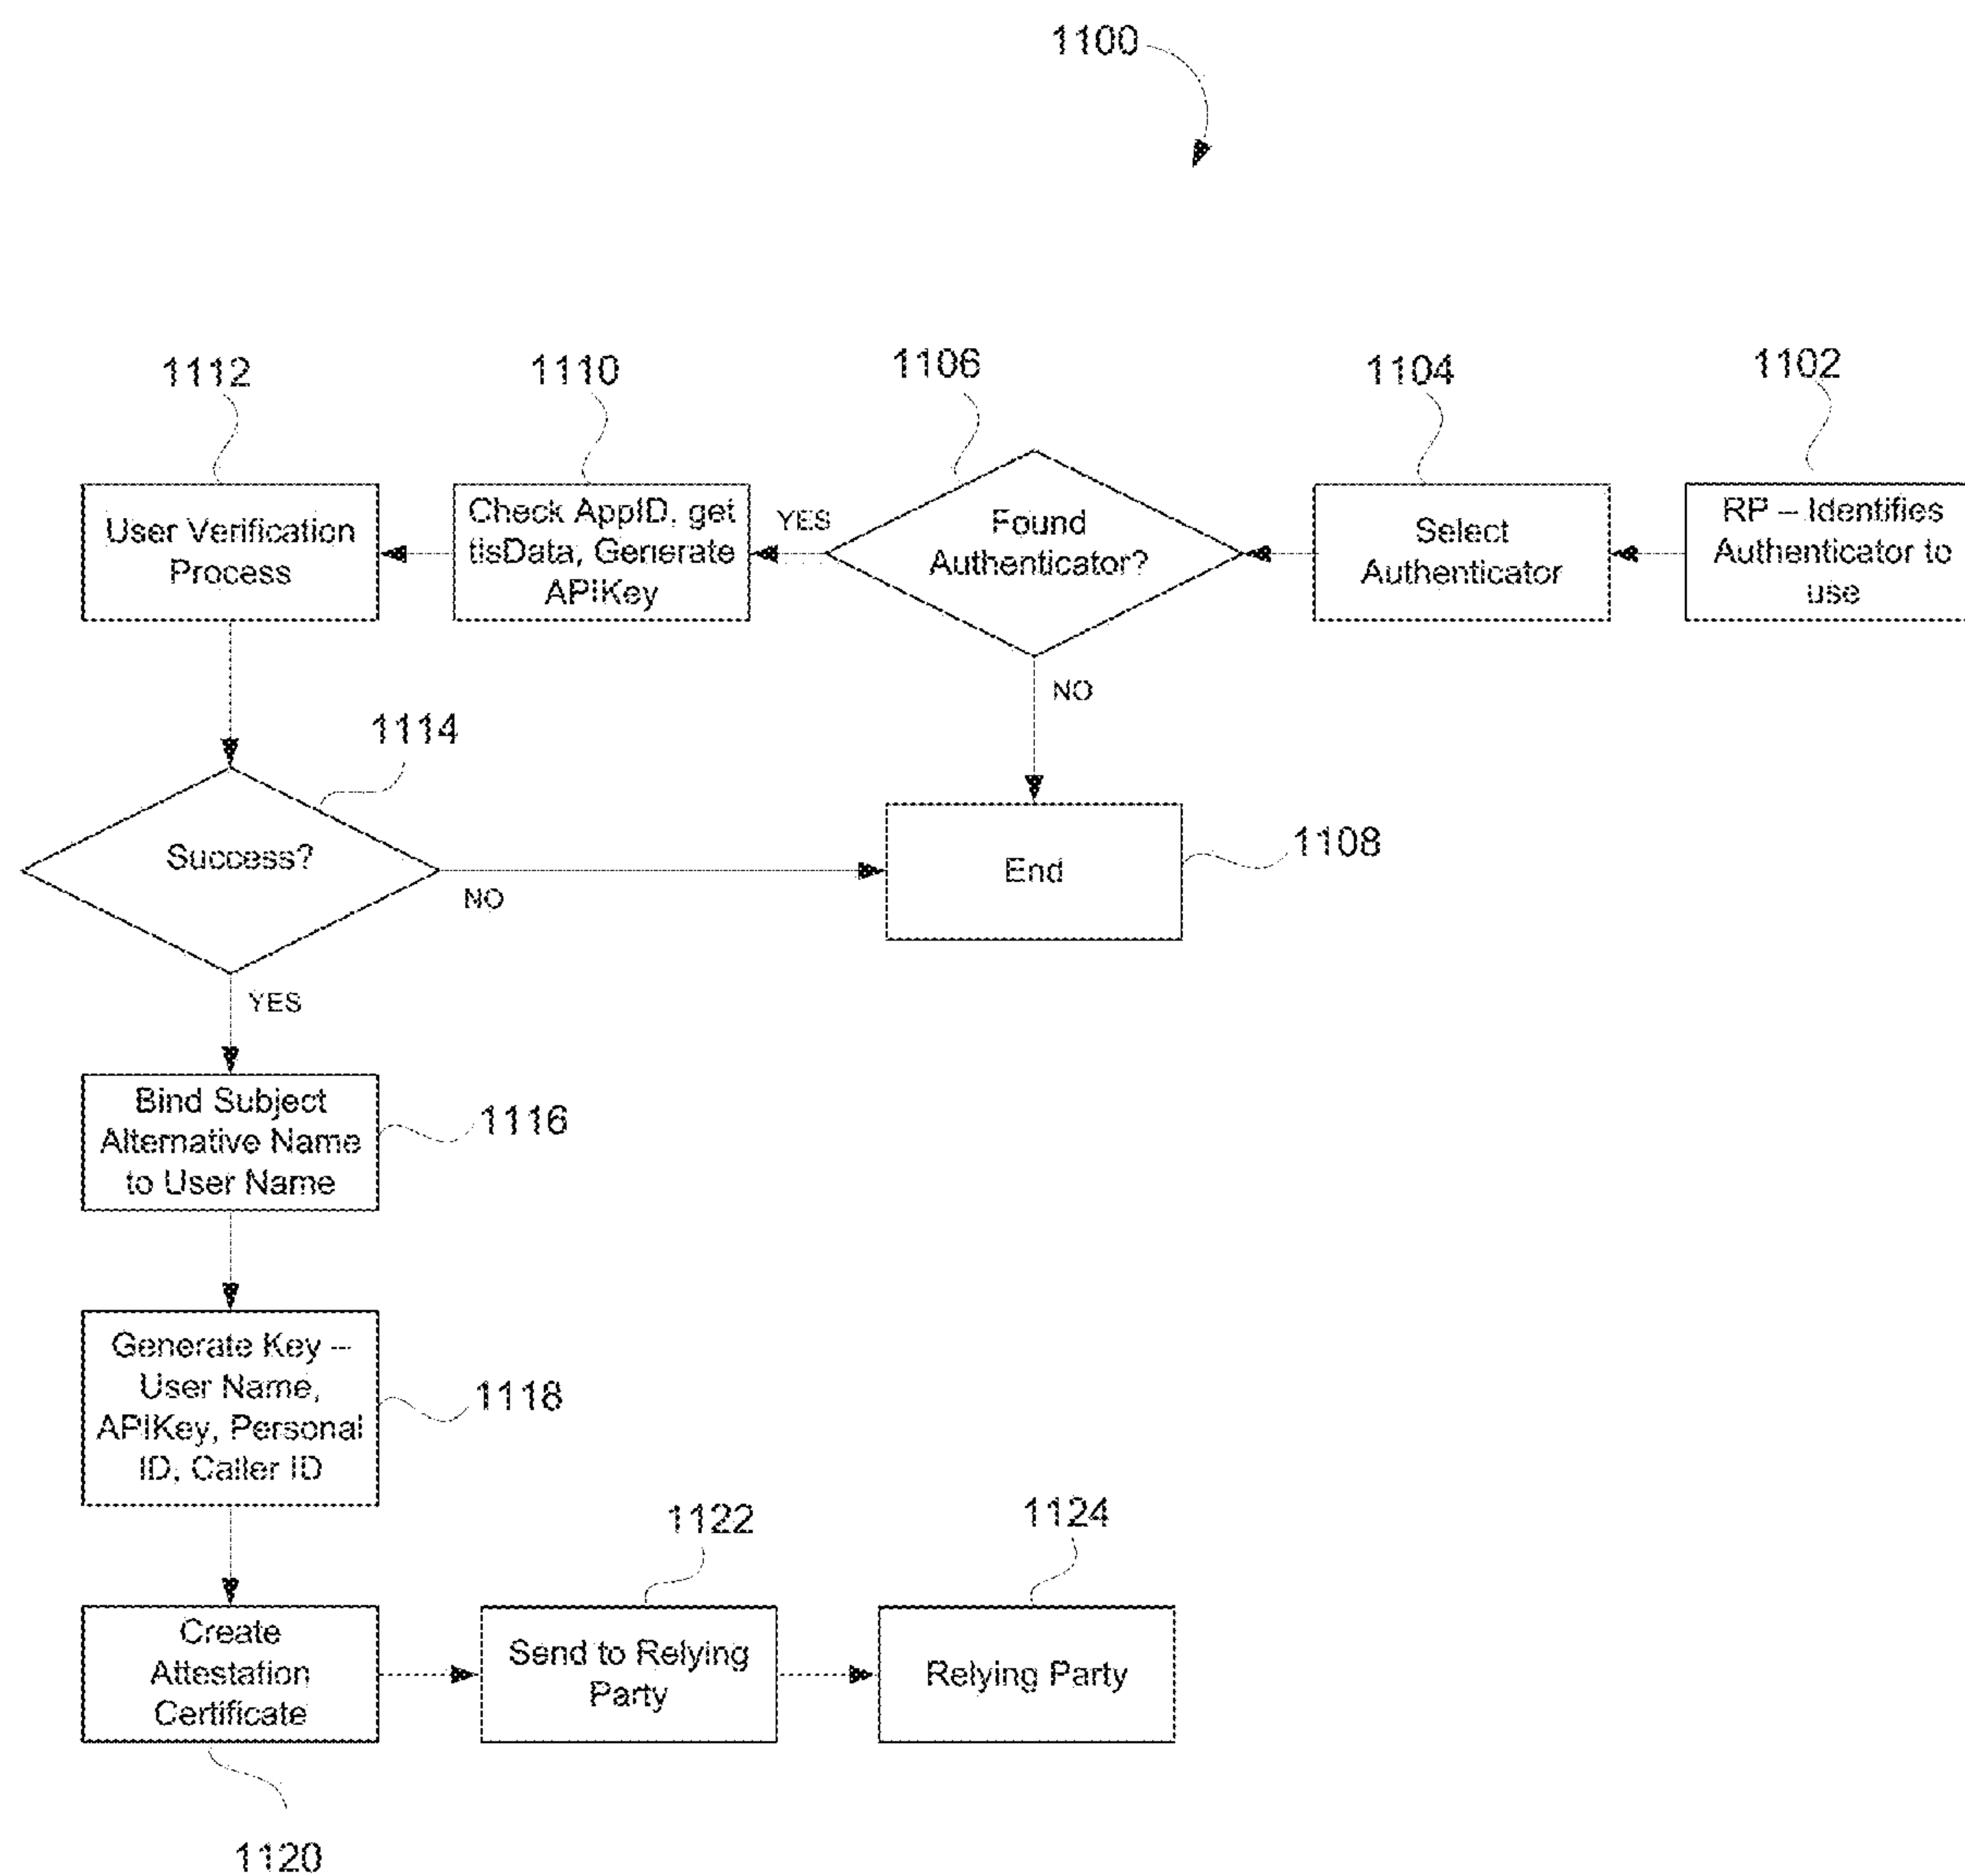 1100
1112
1110
1106
1104
1102
User Verification
Process
Check AppID, get
tlsData, Generate
APIKey
YES
Found
Authenticator?
Select
Authenticator
RP – Identifies
Authenticator to
use
NO
1114
Success?
NO
End
1108
YES
Bind Subject
Alternative Name
to User Name
1116
Generate Key –
User Name,
APIKey, Personal
ID, Caller ID
1118
1122
1124
Create
Attestation
Certificate
Send to Relying
Party
Relying Party
1120